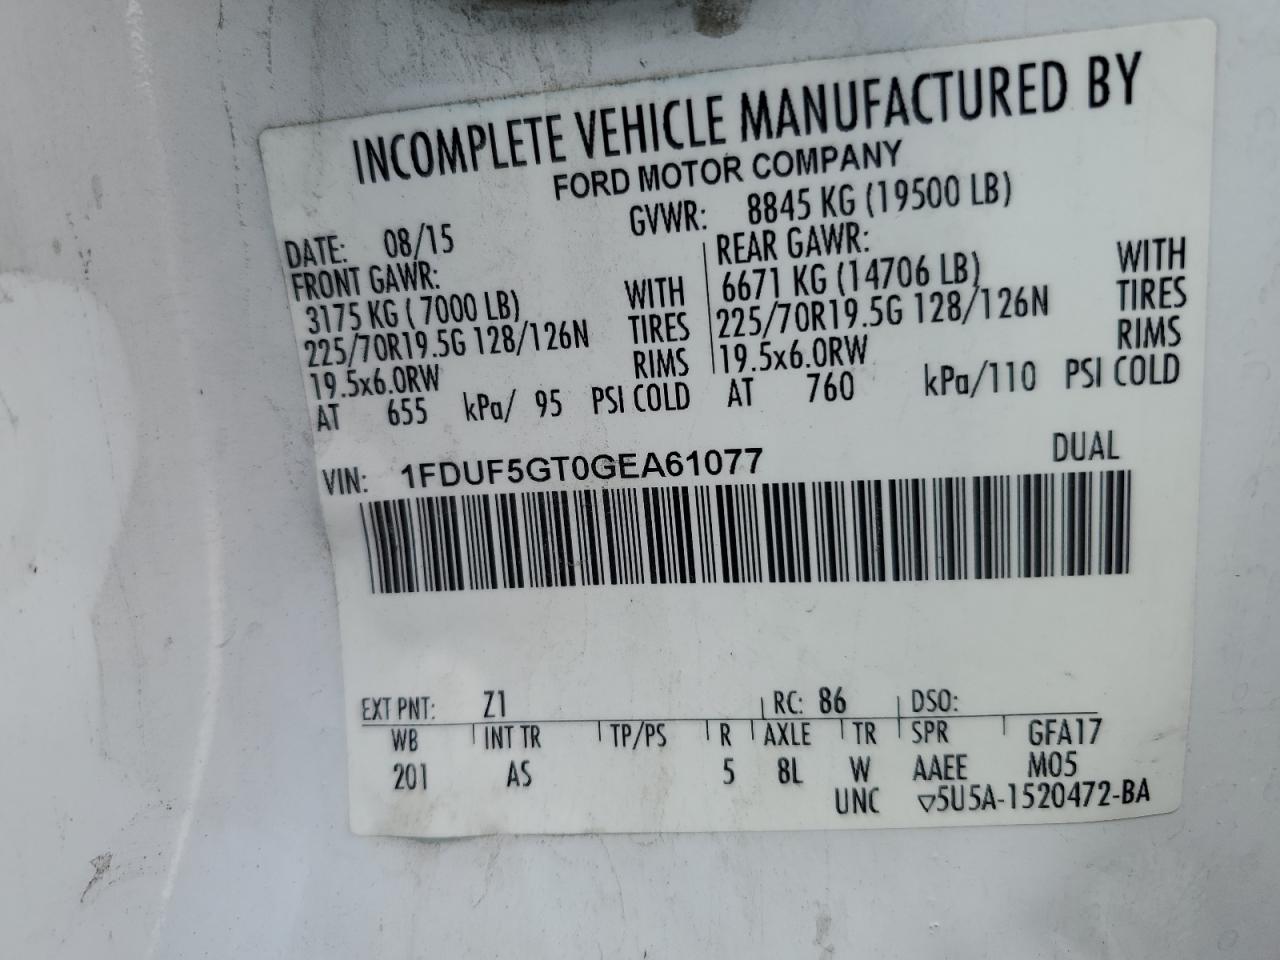 INCOMPLETE VEHICLE MANUFACTURED BY
FORD MOTOR COMPANY
DATE: 08/15 GVWR: 8845 KG (19500 LB)
FRONT GAWR: REAR GAWR:
3175 KG ( 7000 LB) WITH 6671 KG (14706 LB) WITH
225/70R19.5G 128/126N TIRES 225/70R19.5G 128/126N TIRES
19.5x6.0RW RIMS 19.5x6.0RW RIMS
AT 655 kPa/ 95 PSI COLD AT 760 kPa/110 PSI COLD
VIN: 1FDUF5GT0GEA61077 DUAL
EXT PNT: Z1 RC: 86 DSO:
WB INT TR TP/PS R AXLE TR SPR GFA17
201 AS 5 8L W AAEE M05
UNC ▽5U5A-1520472-BA